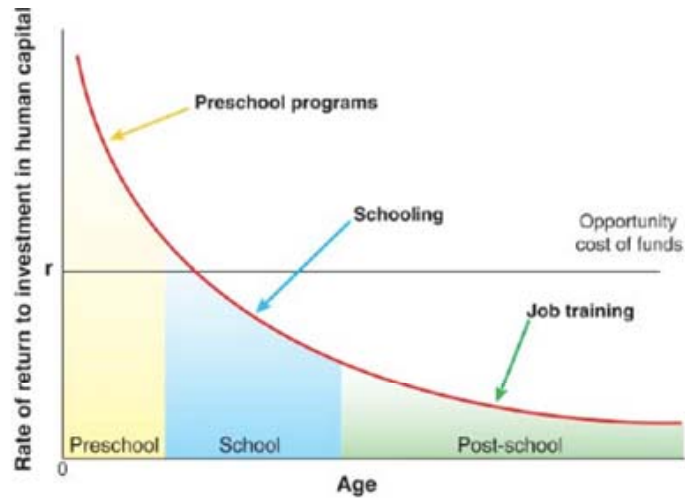 Rate of return to investment in human capital
Preschool programs
Schooling
Opportunity
cost of funds
r
Job training
Preschool
School
Post-school
0
Age